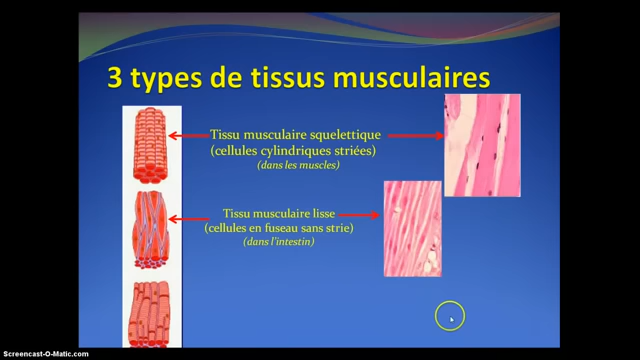 3 types de tissus musculaires
Tissu musculaire squelettique
(cellules cylindriques striées)
(dans les muscles)
Tissu musculaire lisse
(cellules en fuseau sans strie)
(dans l'intestin)
Screencast-O-Matic.com